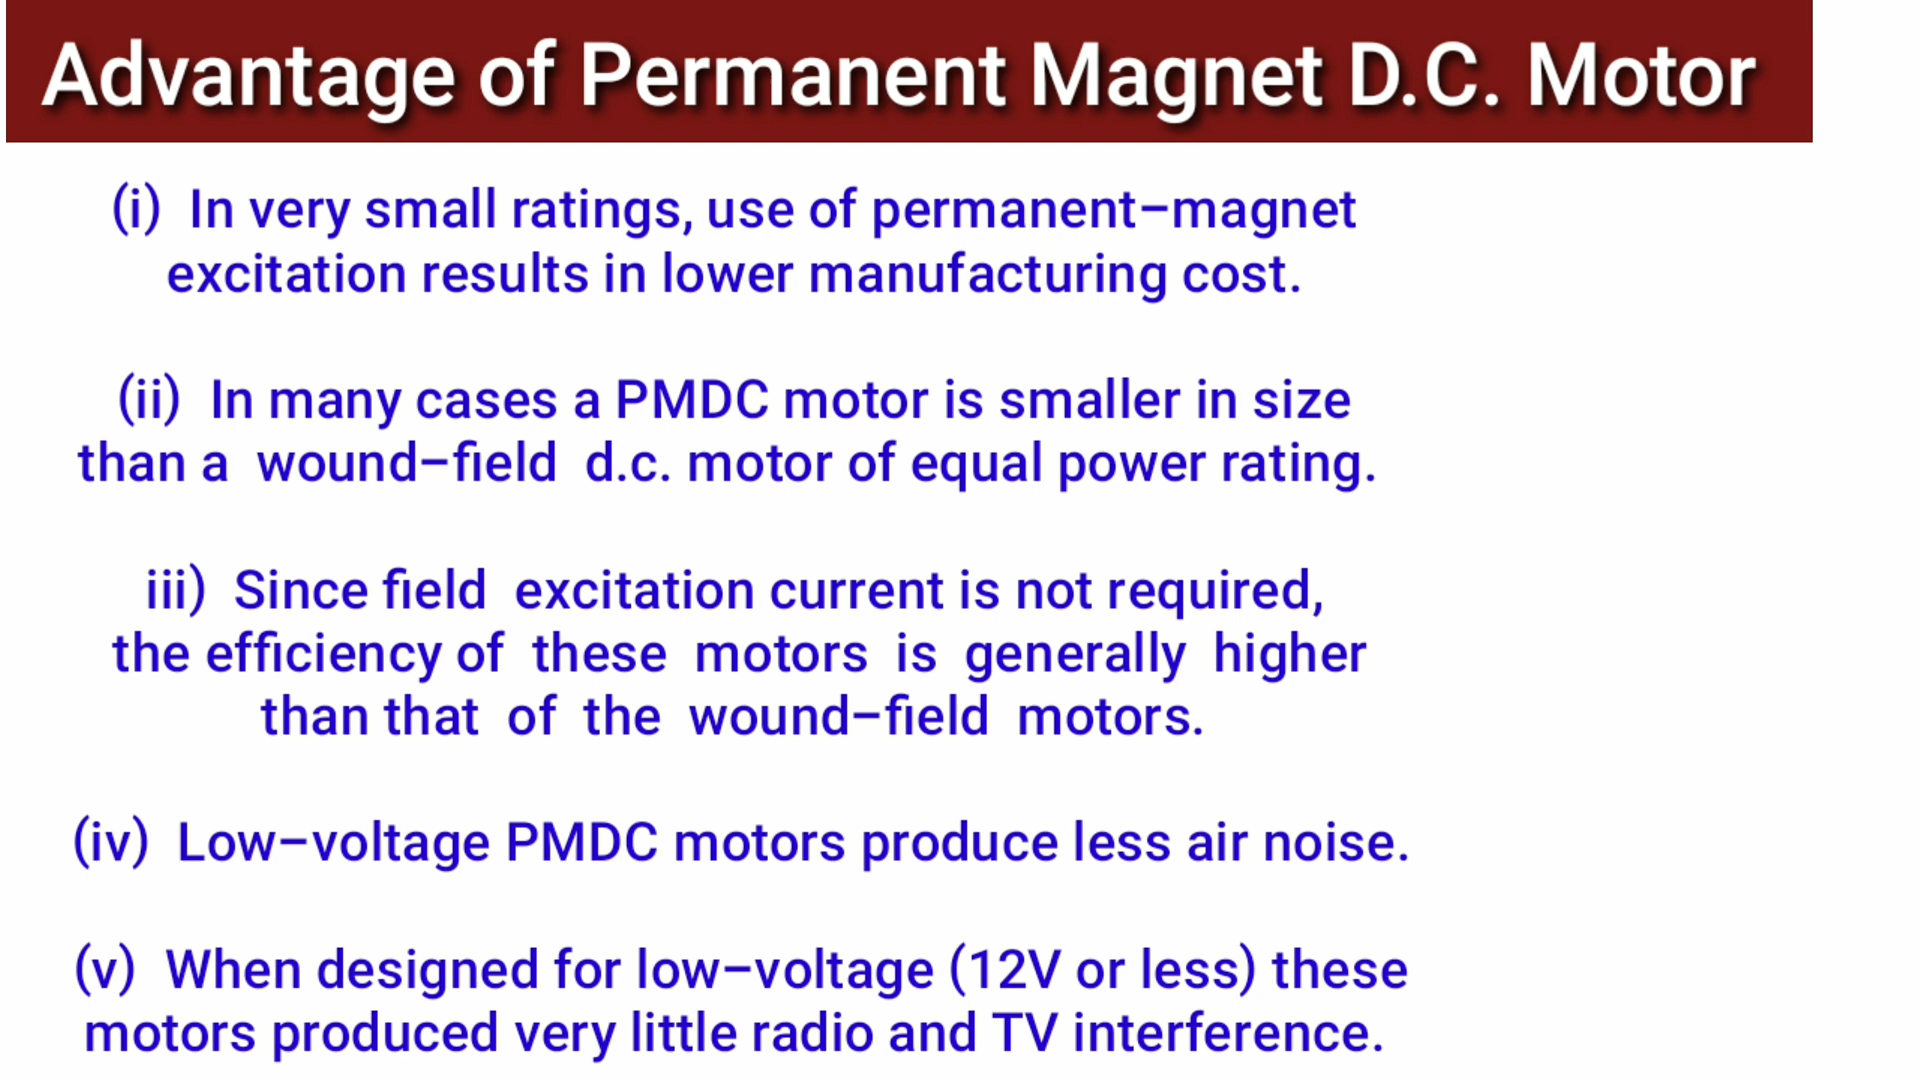 Advantage of Permanent Magnet D.C. Motor
(i) In very small ratings, use of permanent–magnet
excitation results in lower manufacturing cost.
(ii) In many cases a PMDC motor is smaller in size
than a wound–field d.c. motor of equal power rating.
iii) Since field excitation current is not required,
the efficiency of these motors is generally higher
than that of the wound–field motors.
(iv) Low–voltage PMDC motors produce less air noise.
(v) When designed for low–voltage (12V or less) these
motors produced very little radio and TV interference.